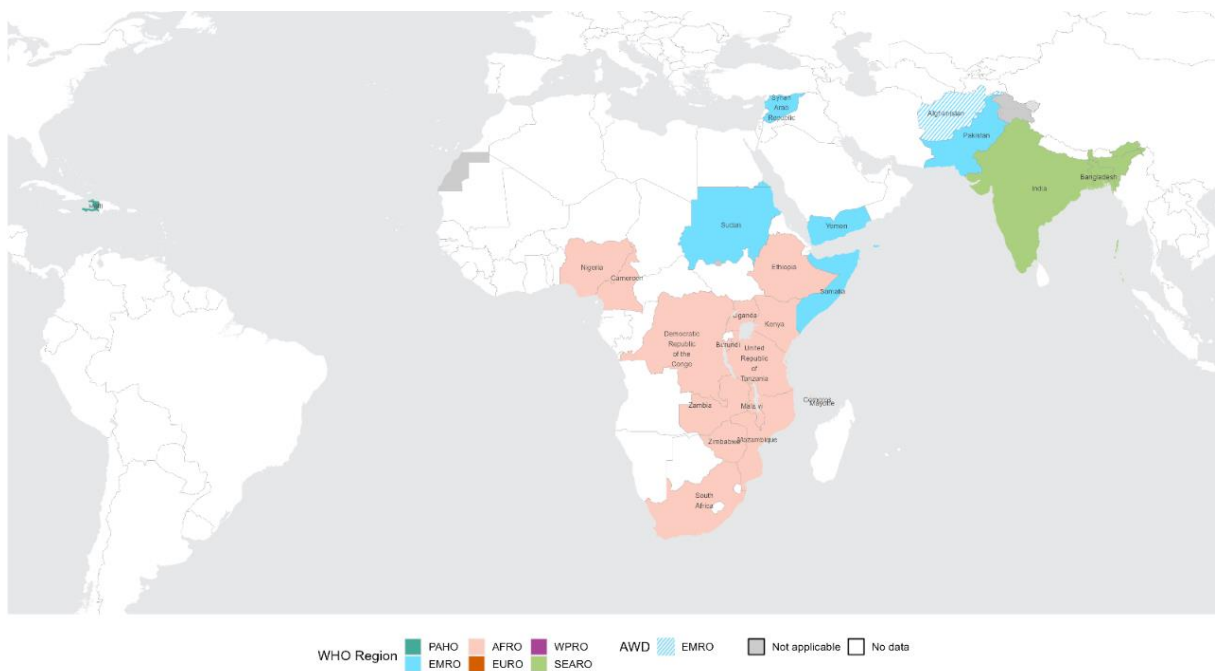 Syrian
Arab
Republic
Afghanistan
Pakistan
India
Bangladesh
Haiti
Sudan
Yemen
Nigeria
Cameroon
Ethiopia
Somalia
Uganda
Kenya
Democratic
Republic
of the
Congo
Burundi
United
Republic
of
Tanzania
Comoros
Mayotte
Zambia
Malawi
Zimbabwe
Mozambique
South
Africa
WHO Region
PAHO
AFRO
WPRO
AWD
EMRO
Not applicable
No data
EMRO
EURO
SEARO